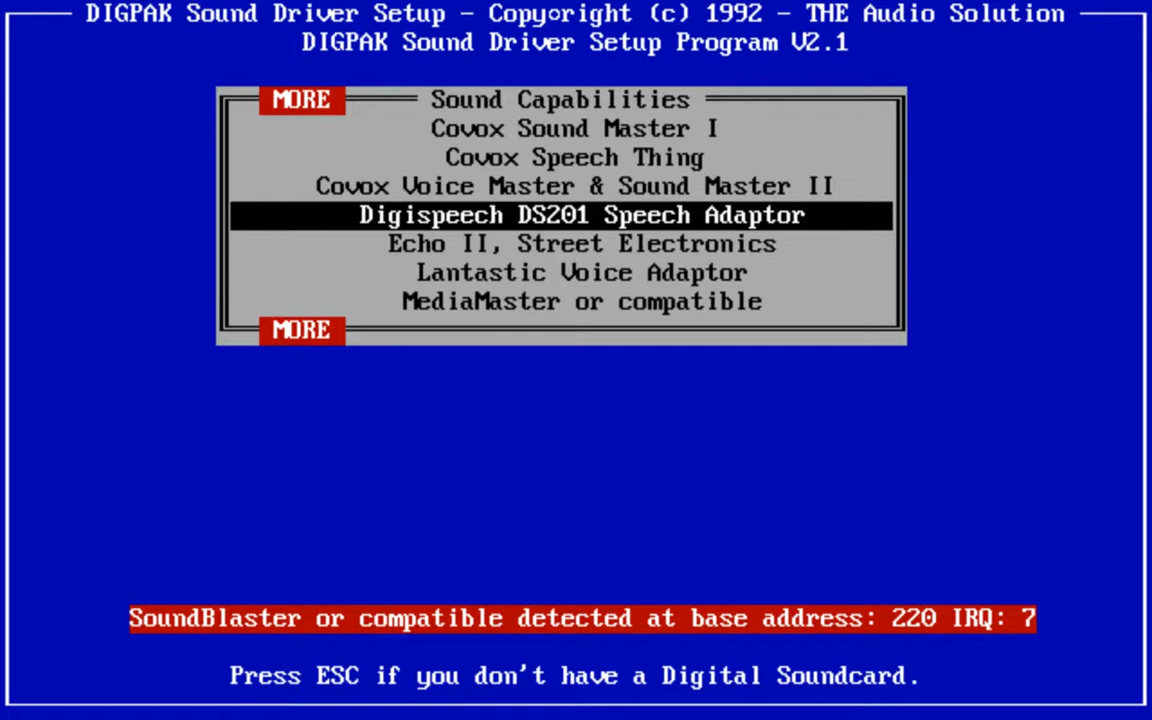 DIGPAK Sound Driver Setup - Copyoright (c) 1992 - THE Audio Solution
DIGPAK Sound Driver Setup Program V2.1
MORE Sound Capabilities
Covox Sound Master I
Covox Speech Thing
Covox Voice Master & Sound Master II
Digispeech DS201 Speech Adaptor
Echo II, Street Electronics
Lantastic Voice Adaptor
MediaMaster or compatible
MORE
SoundBlaster or compatible detected at base address: 220 IRQ: 7
Press ESC if you don't have a Digital Soundcard.